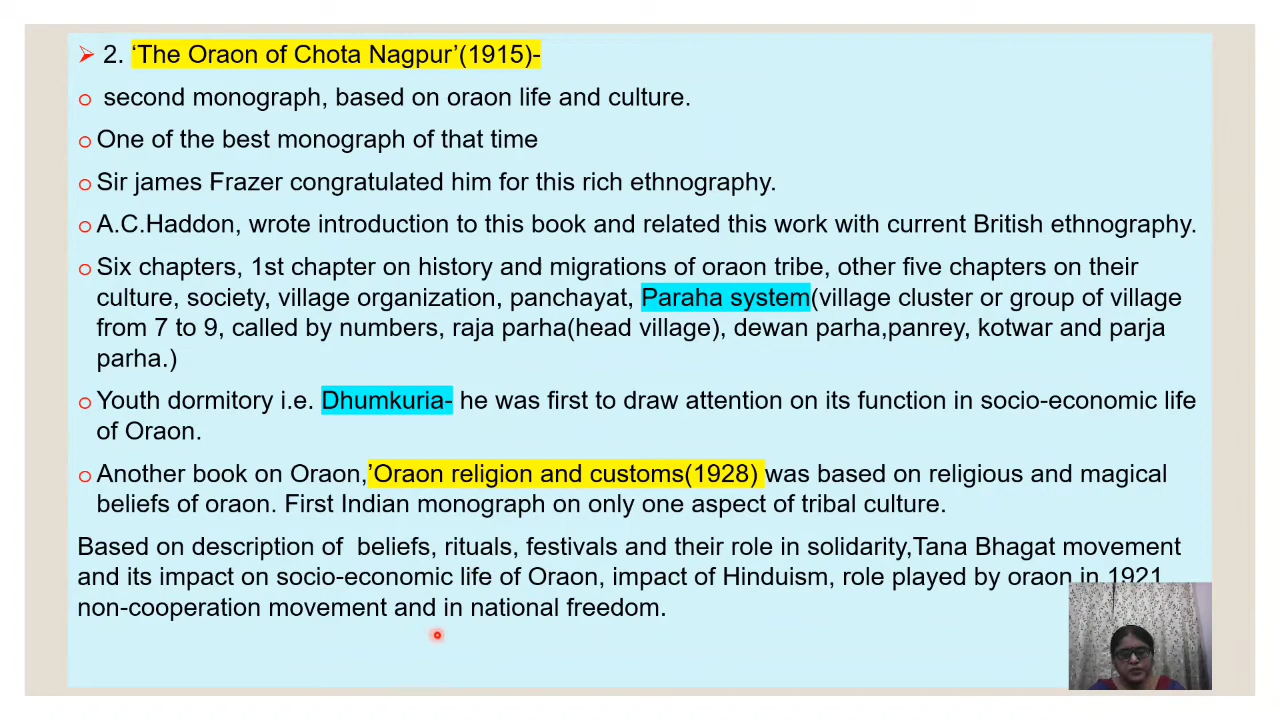 2. ‘The Oraon of Chota Nagpur’(1915)-
second monograph, based on oraon life and culture.
One of the best monograph of that time
Sir james Frazer congratulated him for this rich ethnography.
A.C.Haddon, wrote introduction to this book and related this work with current British ethnography.
Six chapters, 1st chapter on history and migrations of oraon tribe, other five chapters on their
culture, society, village organization, panchayat, Paraha system(village cluster or group of village
from 7 to 9, called by numbers, raja parha(head village), dewan parha,panrey, kotwar and parja
parha.)
Youth dormitory i.e. Dhumkuria- he was first to draw attention on its function in socio-economic life
of Oraon.
Another book on Oraon,’Oraon religion and customs(1928) was based on religious and magical
beliefs of oraon. First Indian monograph on only one aspect of tribal culture.
Based on description of beliefs, rituals, festivals and their role in solidarity,Tana Bhagat movement
and its impact on socio-economic life of Oraon, impact of Hinduism, role played by oraon in 1921
non-cooperation movement and in national freedom.